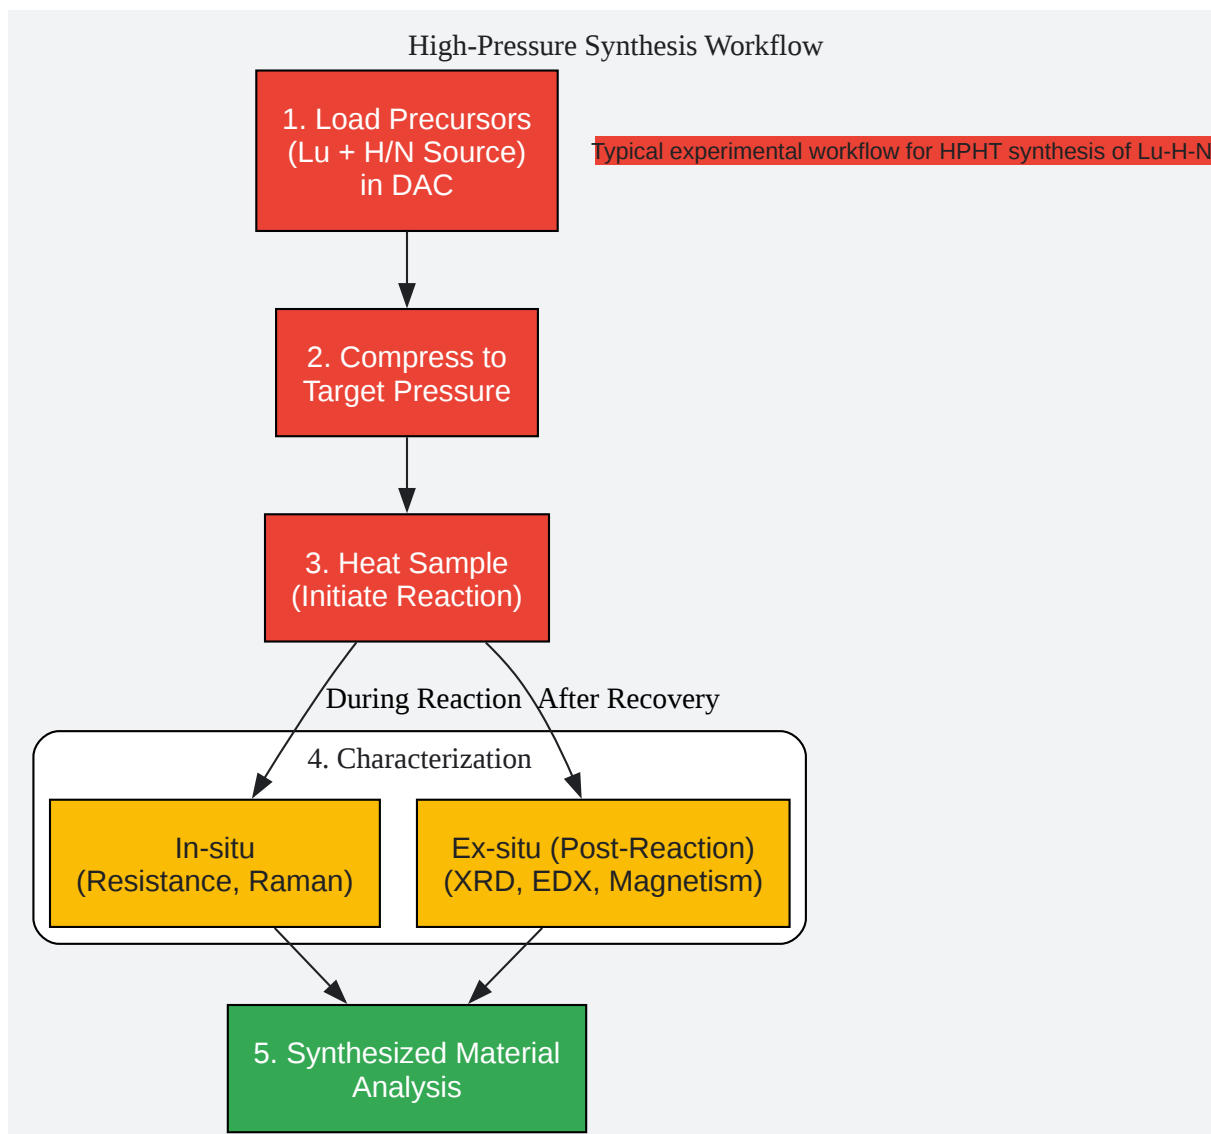 High-Pressure Synthesis Workflow
1. Load Precursors
(Lu + H/N Source)
in DAC
Typical experimental workflow for HPHT synthesis of Lu-H-N
2. Compress to
Target Pressure
3. Heat Sample
(Initiate Reaction)
During Reaction
After Recovery
4. Characterization
In-situ
(Resistance, Raman)
Ex-situ (Post-Reaction)
(XRD, EDX, Magnetism)
5. Synthesized Material
Analysis